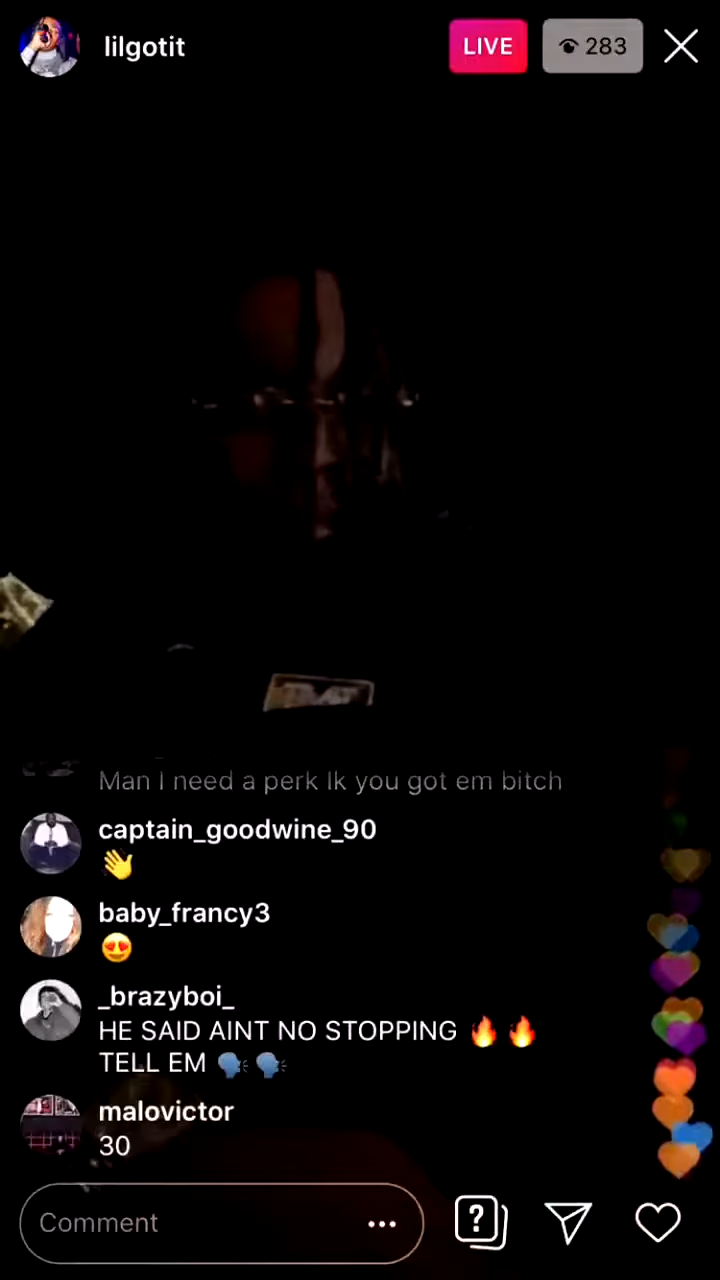 lilgotit
LIVE
283
Man I need a perk Ik you got em bitch
captain_goodwine_90
👋
baby_francy3
😍
_brazyboi_
HE SAID AINT NO STOPPING 🔥 🔥
TELL EM 🗣 🗣
malovictor
30
Comment